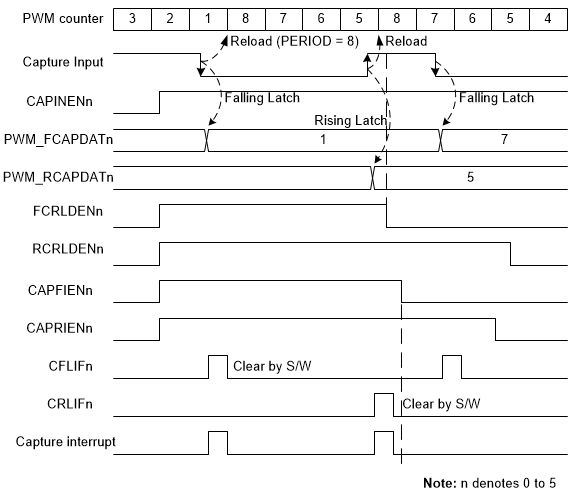 PWM counter 3 2 1 8 7 6 5 8 7 6 5 4
Reload (PERIOD = 8) Reload
Capture Input
Falling Latch Falling Latch
CAPINENn
Rising Latch
PWM_FCAPDATn 1 7
PWM_RCAPDATn 5
FCRLDENn
RCRLDENn
CAPFIENn
CAPRIENn
CFLIFn Clear by S/W
CRLIFn Clear by S/W
Capture interrupt
Note: n denotes 0 to 5